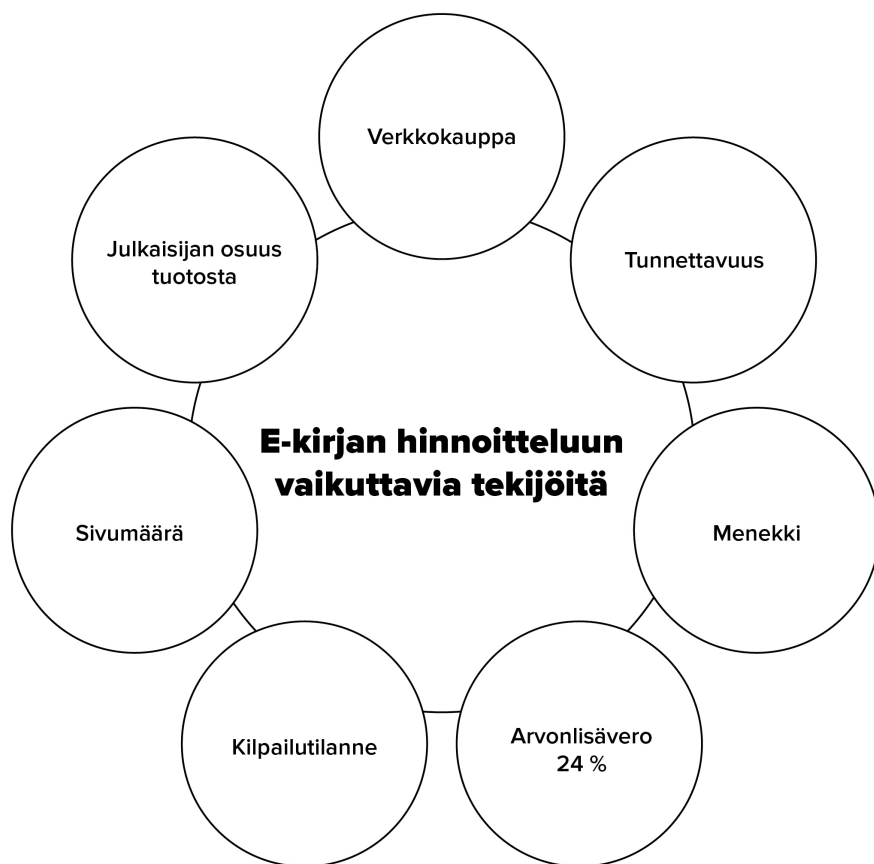 Verkkokauppa
Julkaisijan osuus
tuotosta
Tunnettavuus
E-kirjan hinnoitteluun
vaikuttavia tekijöitä
Sivumäärä
Menekki
Kilpailutilanne
Arvonlisävero
24 %